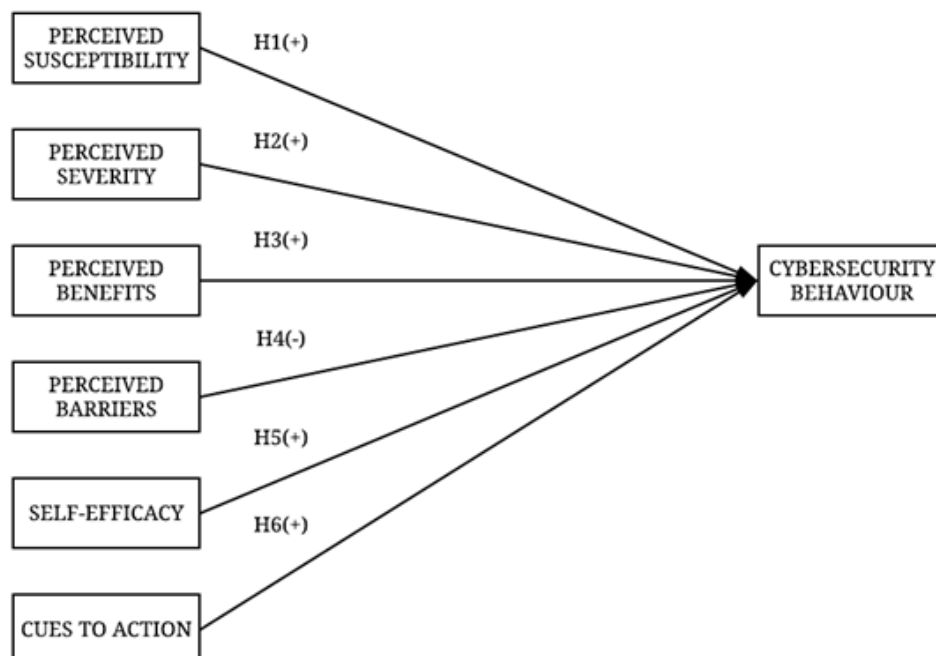 PERCEIVED
SUSCEPTIBILITY
H1(+)
PERCEIVED
SEVERITY
H2(+)
PERCEIVED
BENEFITS
H3(+)
CYBERSECURITY
BEHAVIOUR
PERCEIVED
BARRIERS
H4(-)
SELF-EFFICACY
H5(+)
CUES TO ACTION
H6(+)